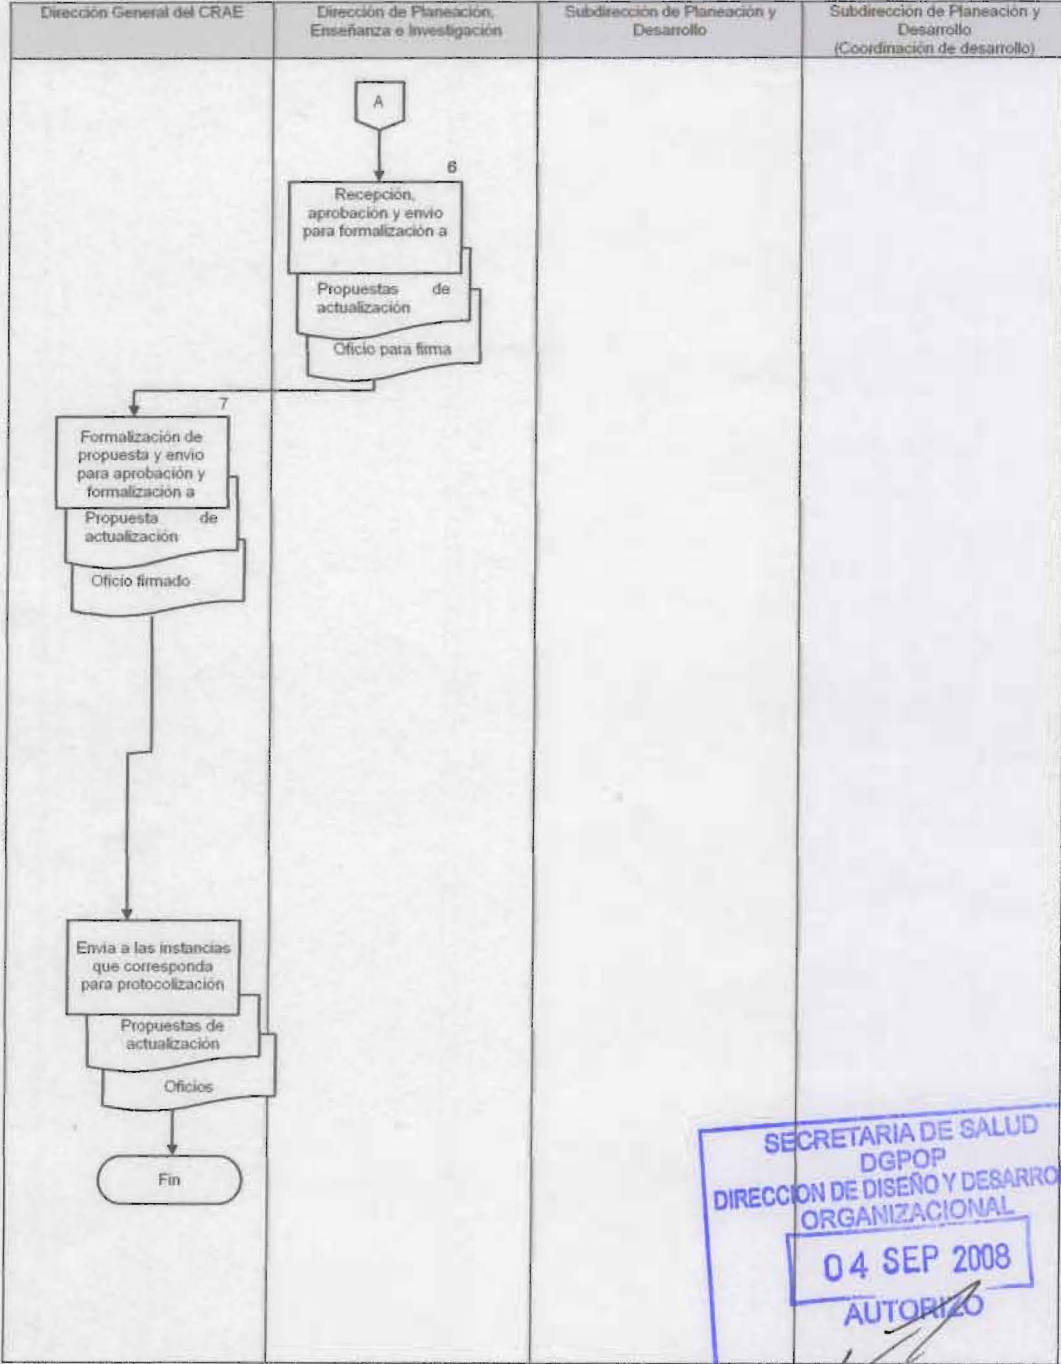 Dirección General del CRAE
Dirección de Planeación,
Enseñanza e Investigación
Subdirección de Planeación y
Desarrollo
Subdirección de Planeación y
Desarrollo
(Coordinación de desarrollo)
A
6
Recepción,
aprobación y envio
para formalización a
Propuestas de
actualización
Oficio para firma
7
Formalización de
propuesta y envio
para aprobación y
formalización a
Propuesta de
actualización
Oficio firmado
Envia a las instancias
que corresponda
para protocolización
Propuestas de
actualización
Oficios
Fin
SECRETARIA DE SALUD
DGPOP
DIRECCION DE DISEÑO Y DESARRO
ORGANIZACIONAL
04 SEP 2008
AUTORIZO